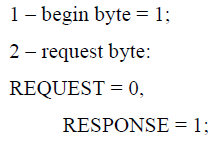 1 – begin byte = 1;
2 – request byte:
REQUEST = 0,
RESPONSE = 1;